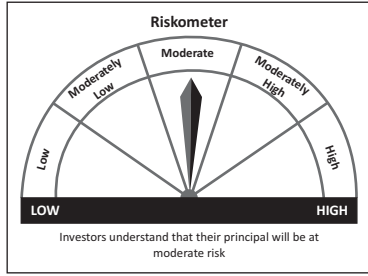 Riskometer
Moderate
Moderately
Low
Moderately
High
Low
High
LOW
HIGH
Investors understand that their principal will be at
moderate risk